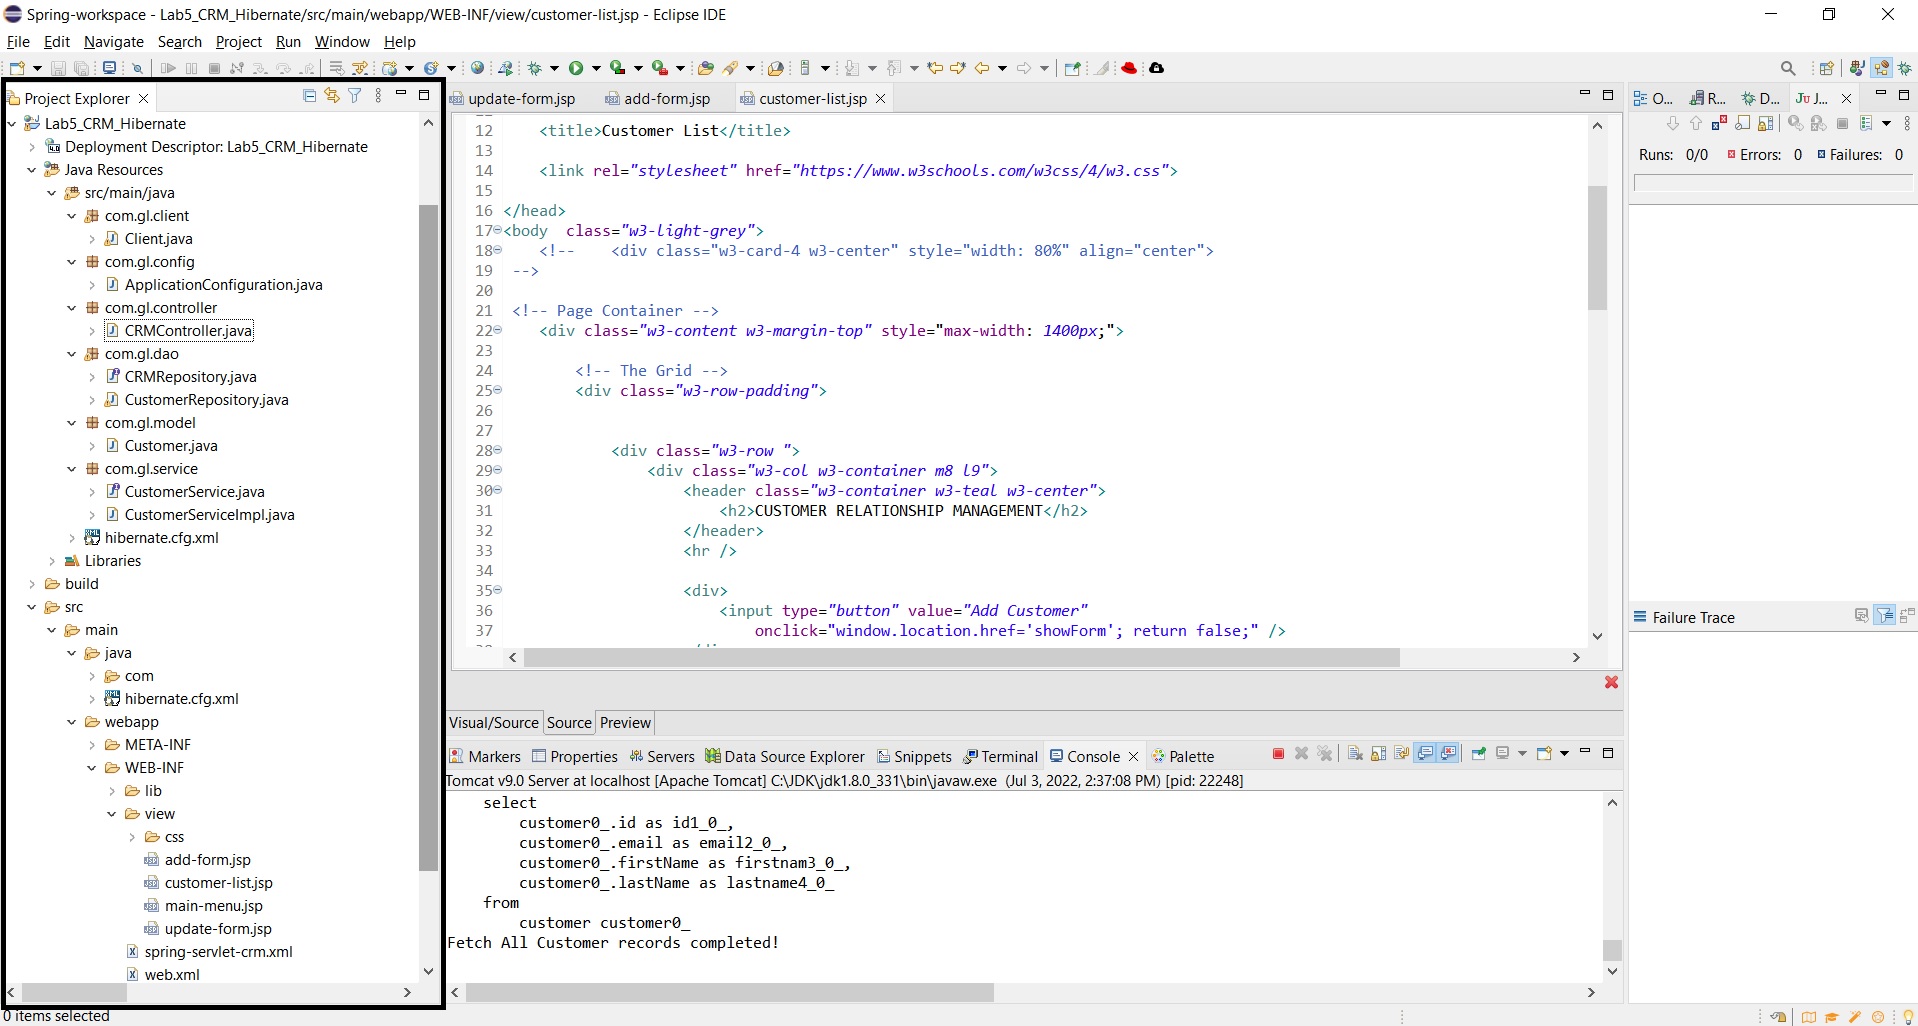 Spring-workspace - Lab5_CRM_Hibernate/src/main/webapp/WEB-INF/view/customer-list.jsp - Eclipse IDE
File Edit Navigate Search Project Run Window Help
Project Explorer
Lab5_CRM_Hibernate
Deployment Descriptor: Lab5_CRM_Hibernate
Java Resources
src/main/java
com.gl.client
Client.java
com.gl.config
ApplicationConfiguration.java
com.gl.controller
CRMController.java
com.gl.dao
CRMRepository.java
CustomerRepository.java
com.gl.model
Customer.java
com.gl.service
CustomerService.java
CustomerServiceImpl.java
hibernate.cfg.xml
Libraries
build
src
main
java
com
hibernate.cfg.xml
webapp
META-INF
WEB-INF
lib
view
css
add-form.jsp
customer-list.jsp
main-menu.jsp
update-form.jsp
spring-servlet-crm.xml
web.xml
0 items selected
update-form.jsp add-form.jsp customer-list.jsp
12 <title>Customer List</title>
13
14 <link rel="stylesheet" href="https://www.w3schools.com/w3css/4/w3.css">
15
16 </head>
17 <body class="w3-light-grey">
18 <!-- <div class="w3-card-4 w3-center" style="width: 80%" align="center">
19 -->
20
21 <!-- Page Container -->
22 <div class="w3-content w3-margin-top" style="max-width: 1400px;">
23
24 <!-- The Grid -->
25 <div class="w3-row-padding">
26
27
28 <div class="w3-row ">
29 <div class="w3-col w3-container m8 l9">
30 <header class="w3-container w3-teal w3-center">
31 <h2>CUSTOMER RELATIONSHIP MANAGEMENT</h2>
32 </header>
33 <hr />
34
35 <div>
36 <input type="button" value="Add Customer"
37 onclick="window.location.href='showForm'; return false;" />
Visual/Source Source Preview
Markers Properties Servers Data Source Explorer Snippets Terminal Console Palette
Tomcat v9.0 Server at localhost [Apache Tomcat] C:\JDK\jdk1.8.0_331\bin\javaw.exe (Jul 3, 2022, 2:37:08 PM) [pid: 22248]
select
customer0_.id as id1_0_,
customer0_.email as email2_0_,
customer0_.firstName as firstnam3_0_,
customer0_.lastName as lastname4_0_
from
customer customer0_
Fetch All Customer records completed!
O... R... D... Ju J...
Runs: 0/0 Errors: 0 Failures: 0
Failure Trace